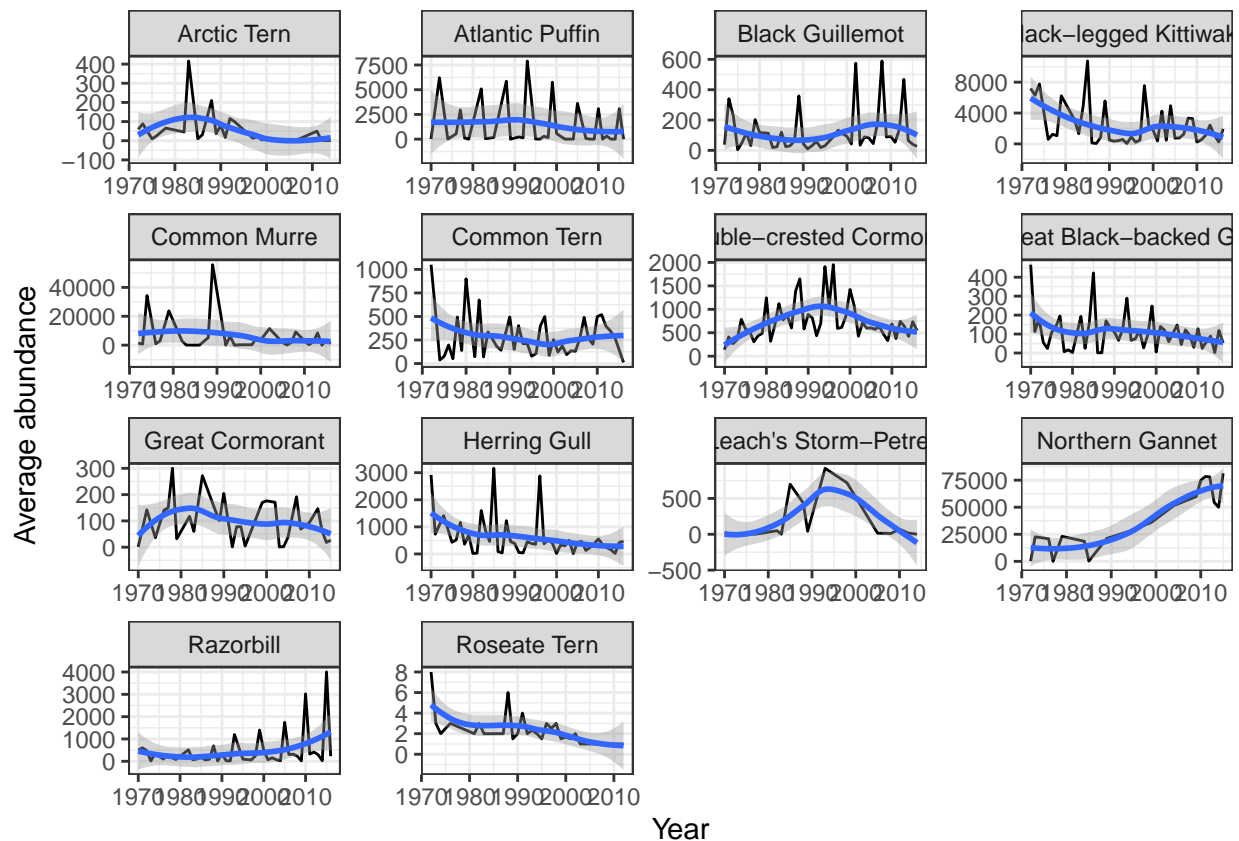 Arctic Tern
Atlantic Puffin
Black Guillemot
lack−legged Kittiwak
400
300
200
100
0
−100
7500
5000
2500
0
600
400
200
0
8000
4000
0
1970 1980 1990 2000 2010
1970 1980 1990 2000 2010
1970 1980 1990 2000 2010
1970 1980 1990 2000 2010
Common Murre
Common Tern
uble−crested Cormo
eat Black−backed G
40000
20000
0
1000
750
500
250
0
2000
1500
1000
500
0
400
300
200
100
0
1970 1980 1990 2000 2010
1970 1980 1990 2000 2010
1970 1980 1990 2000 2010
1970 1980 1990 2000 2010
Average abundance
Great Cormorant
Herring Gull
Leach's Storm−Petre
Northern Gannet
300
200
100
0
3000
2000
1000
0
500
0
−500
75000
50000
25000
0
1970 1980 1990 2000 2010
1970 1980 1990 2000 2010
1970 1980 1990 2000 2010
1970 1980 1990 2000 2010
Razorbill
Roseate Tern
4000
3000
2000
1000
0
8
6
4
2
0
1970 1980 1990 2000 2010
1970 1980 1990 2000 2010
Year